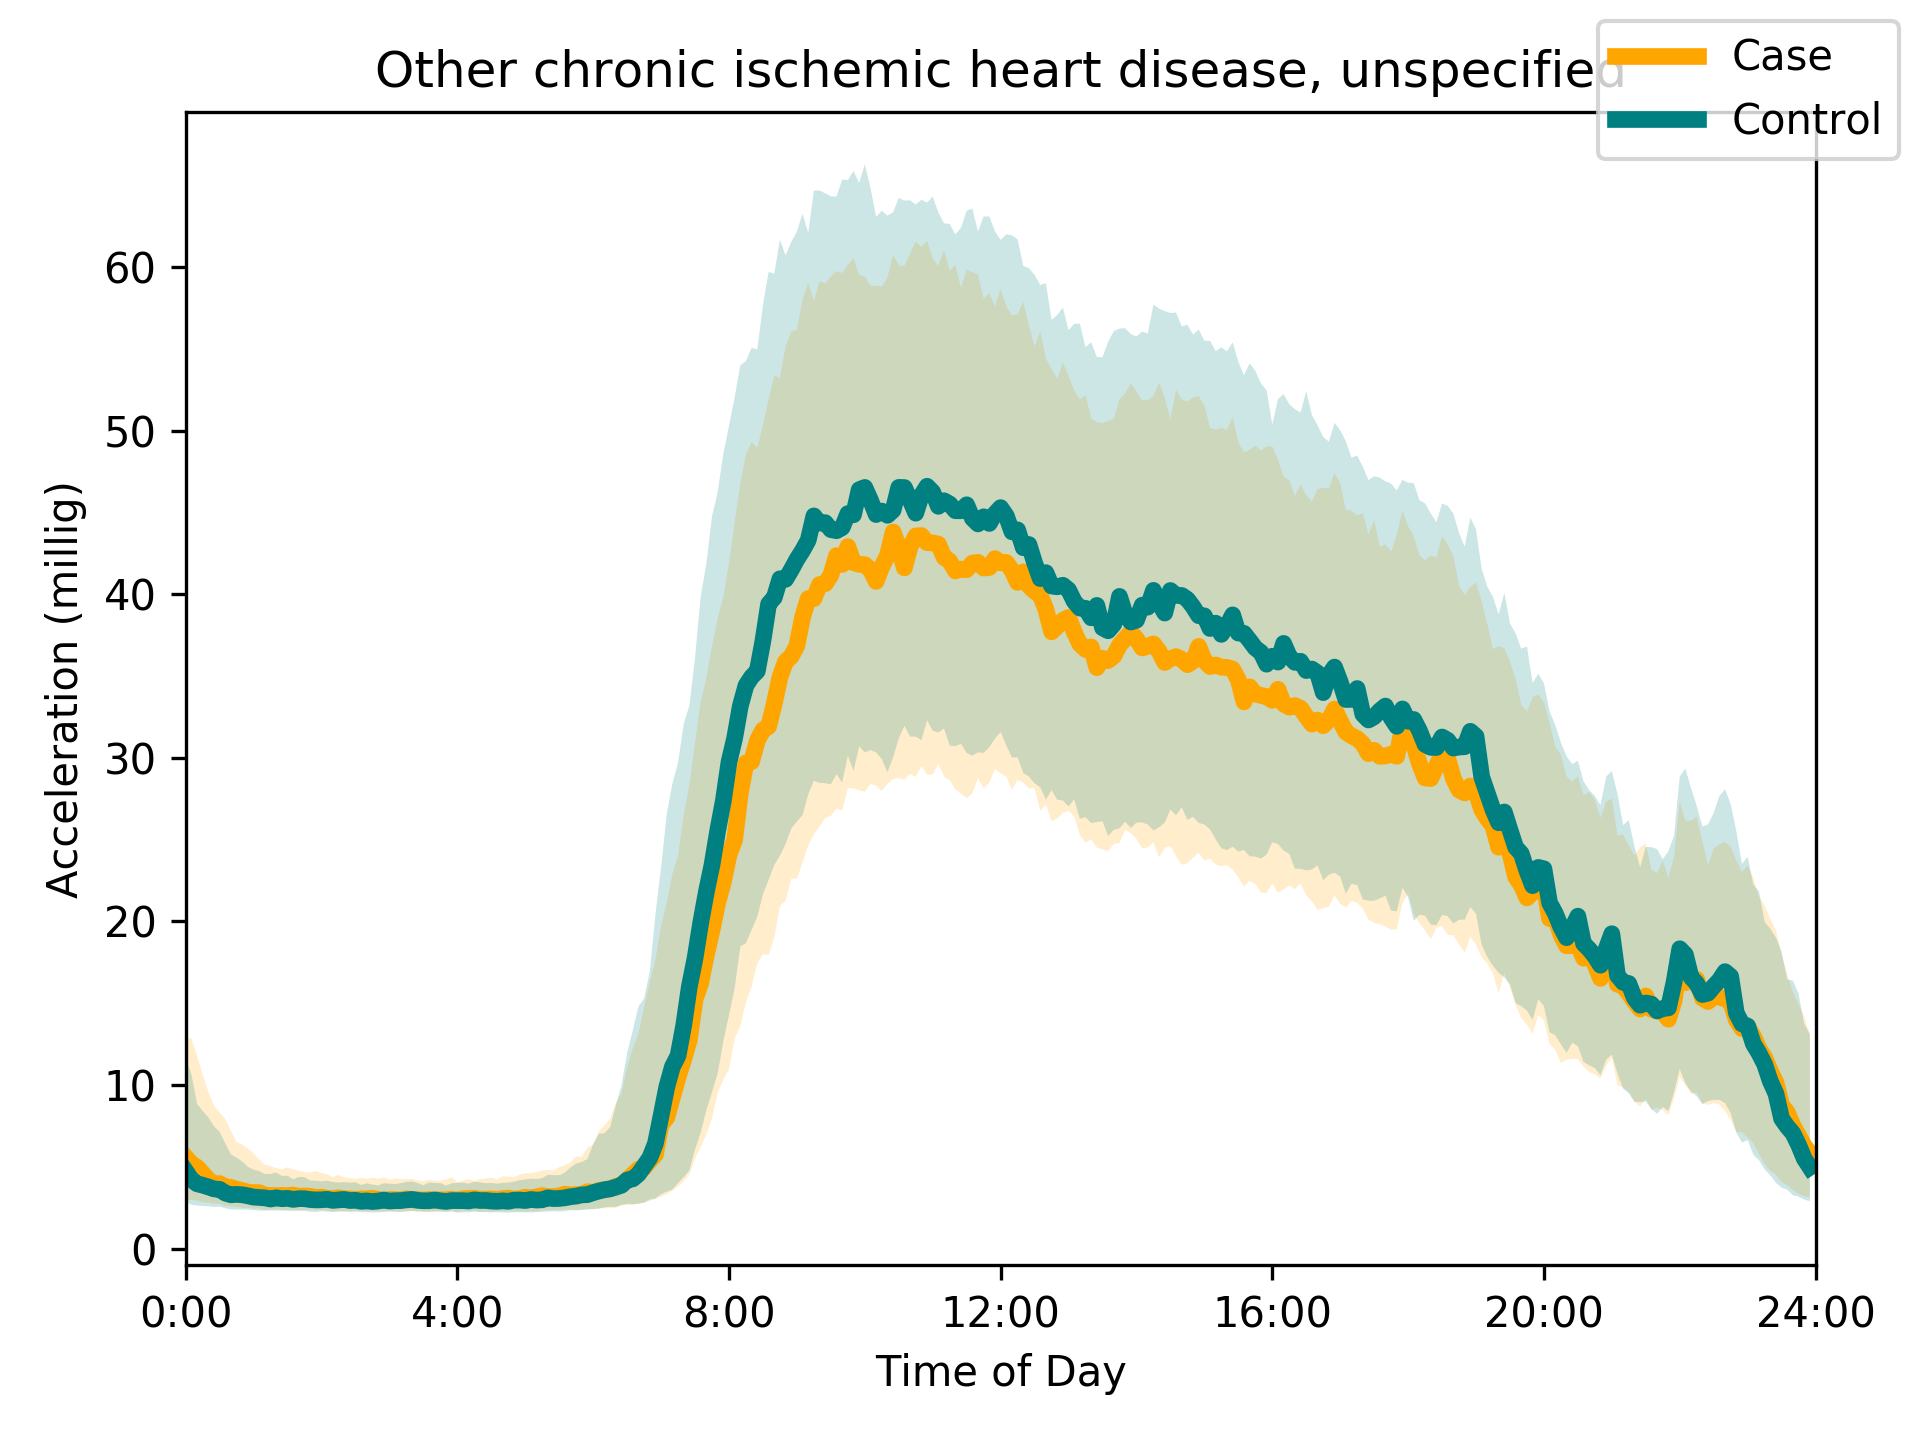 Other chronic ischemic heart disease, unspecified
Case
Control
Acceleration (millig)
60
50
40
30
20
10
0
0:00 4:00 8:00 12:00 16:00 20:00 24:00
Time of Day